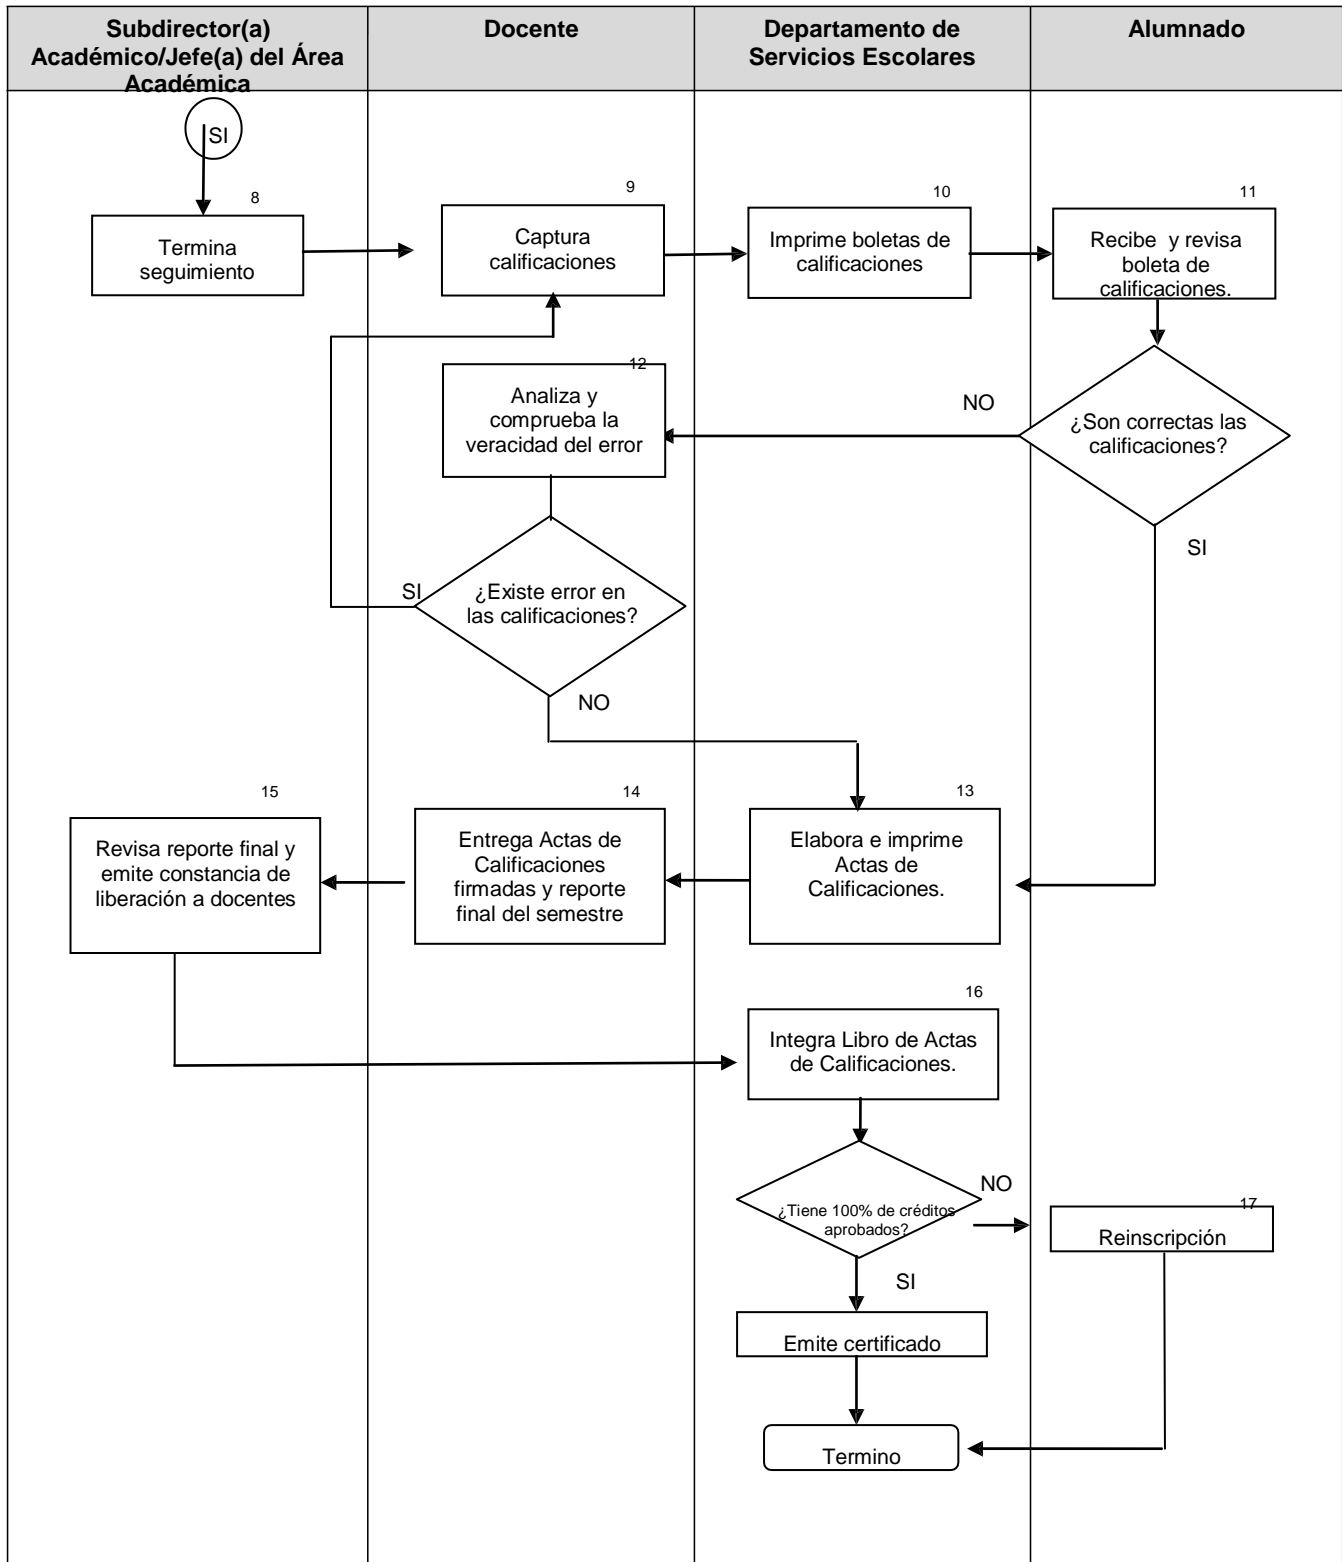 Subdirector(a)
Académico/Jefe(a) del Área
Académica
Docente
Departamento de
Servicios Escolares
Alumnado
SI
8
Termina
seguimiento
9
Captura
calificaciones
10
Imprime boletas de
calificaciones
11
Recibe y revisa
boleta de
calificaciones.
12
Analiza y
comprueba la
veracidad del error
NO
¿Son correctas las
calificaciones?
SI
SI
¿Existe error en
las calificaciones?
NO
15
Revisa reporte final y
emite constancia de
liberación a docentes
14
Entrega Actas de
Calificaciones
firmadas y reporte
final del semestre
13
Elabora e imprime
Actas de
Calificaciones.
16
Integra Libro de Actas
de Calificaciones.
¿Tiene 100% de créditos
aprobados?
NO
17
Reinscripción
SI
Emite certificado
Termino